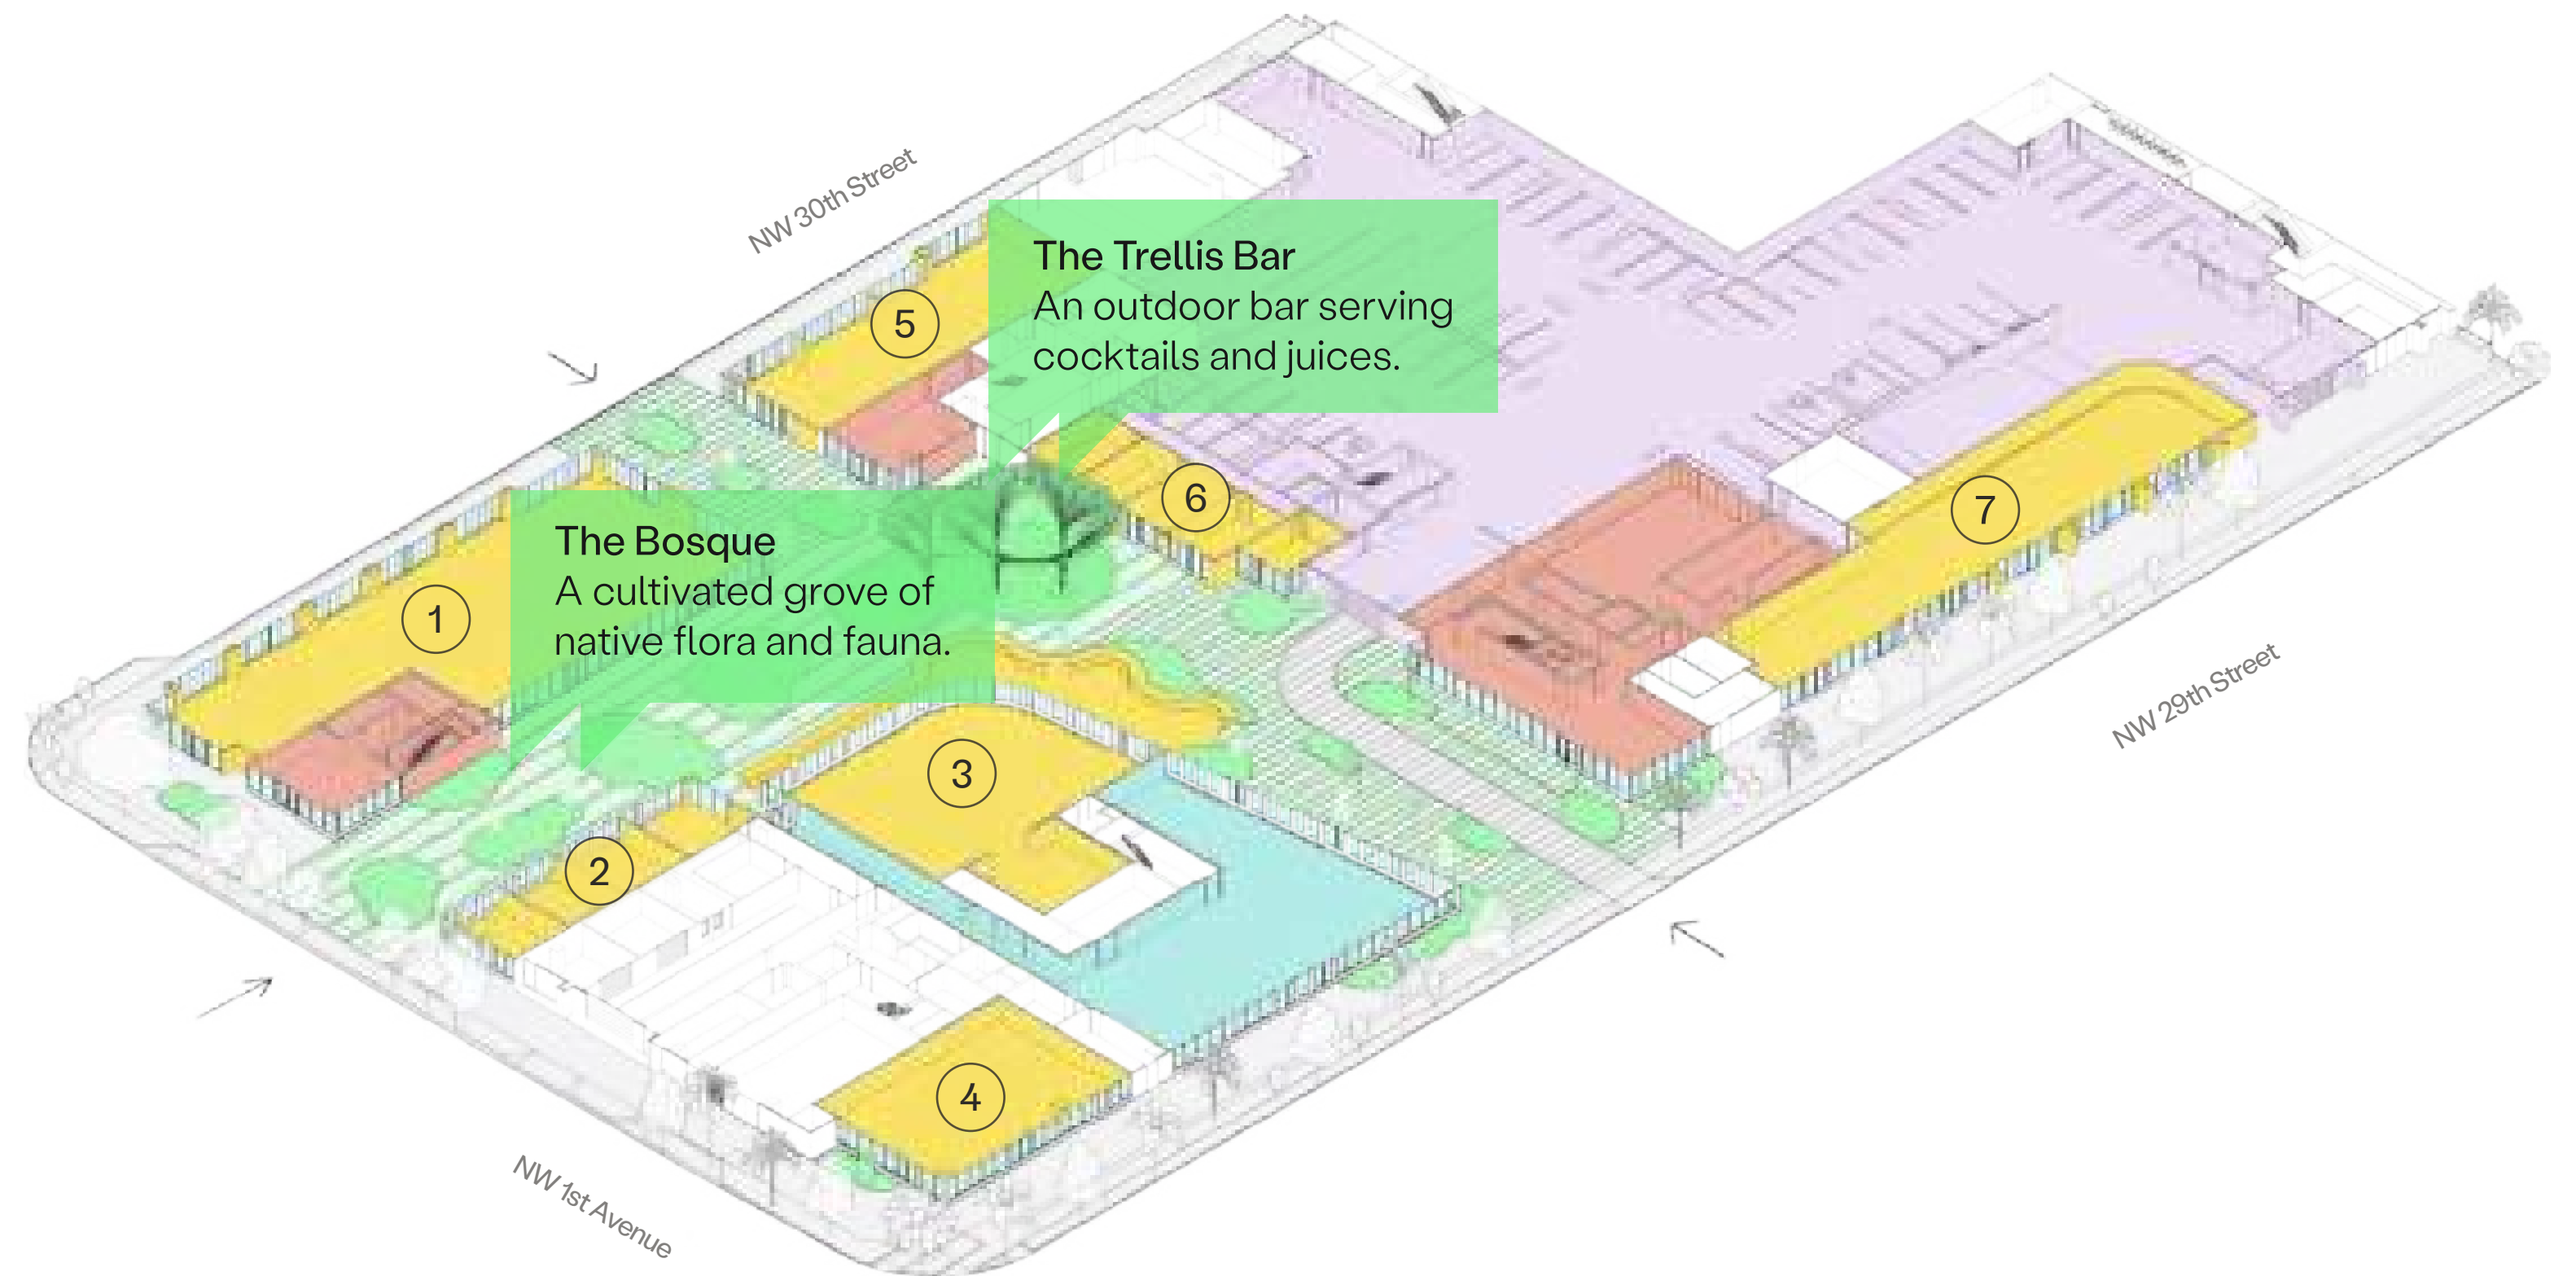 NW 30th Street
The Trellis Bar
An outdoor bar serving
cocktails and juices.
5
6
7
The Bosque
A cultivated grove of
native flora and fauna.
1
NW 29th Street
3
2
4
NW 1st Avenue